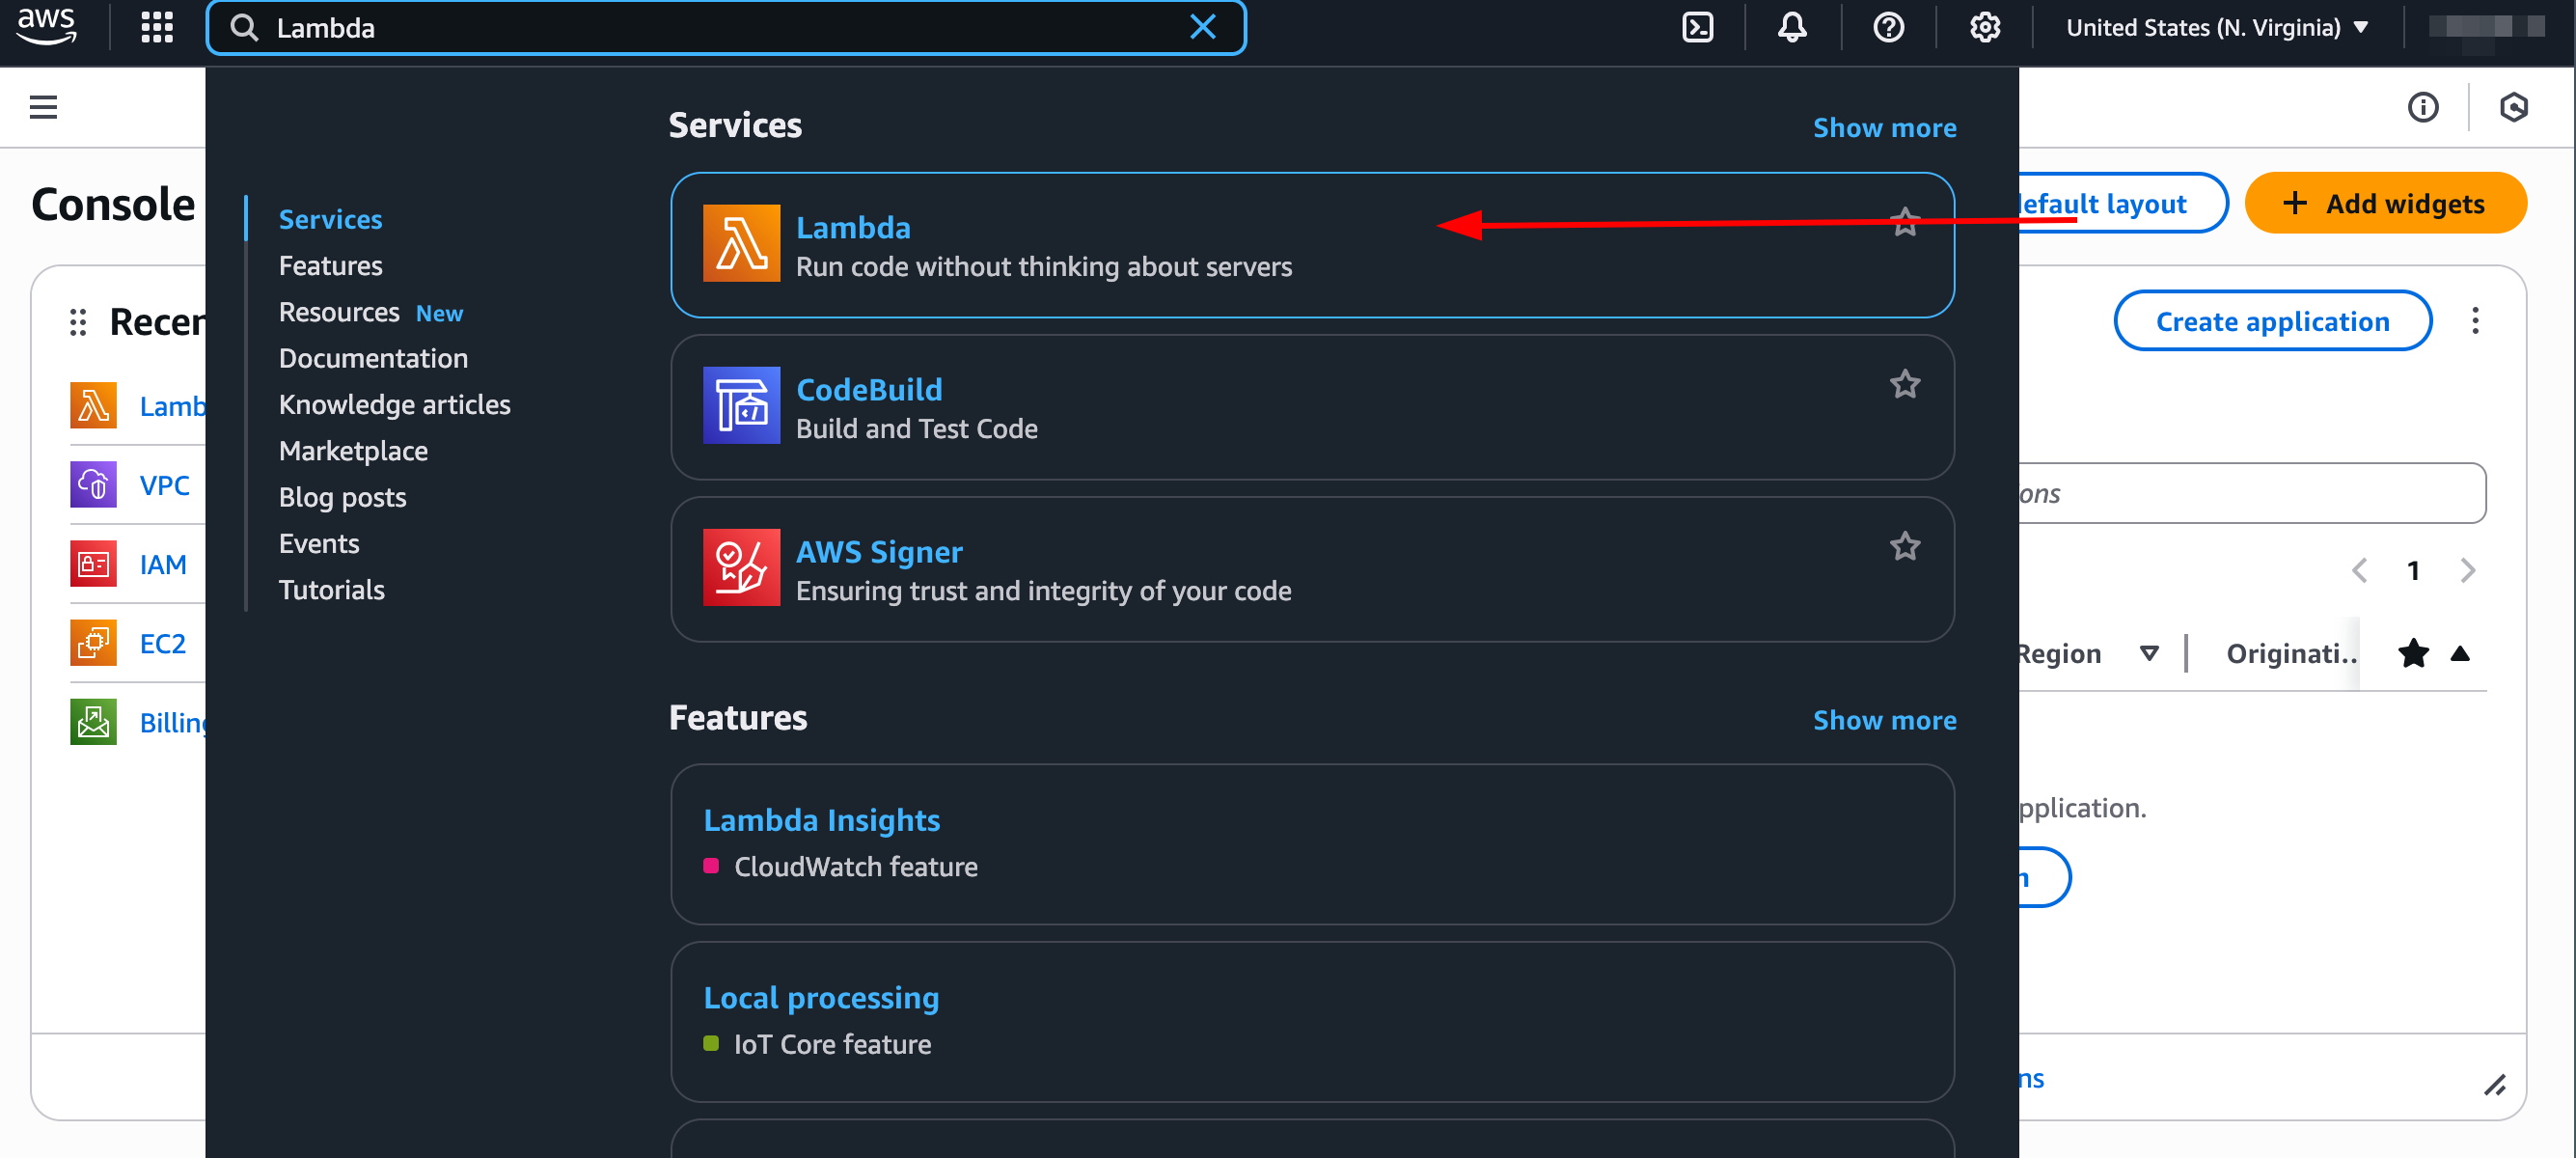 aws
Lambda
United States (N. Virginia)
Console
Services
Show more
efault layout
+ Add widgets
Services
Features
Resources New
Documentation
Knowledge articles
Marketplace
Blog posts
Events
Tutorials
Lambda
Run code without thinking about servers
CodeBuild
Build and Test Code
AWS Signer
Ensuring trust and integrity of your code
Recen
Lamb
VPC
IAM
EC2
Billing
Create application
ons
1
Region
Originati..
Features
Show more
Lambda Insights
CloudWatch feature
Local processing
IoT Core feature
pplication.
n
ns